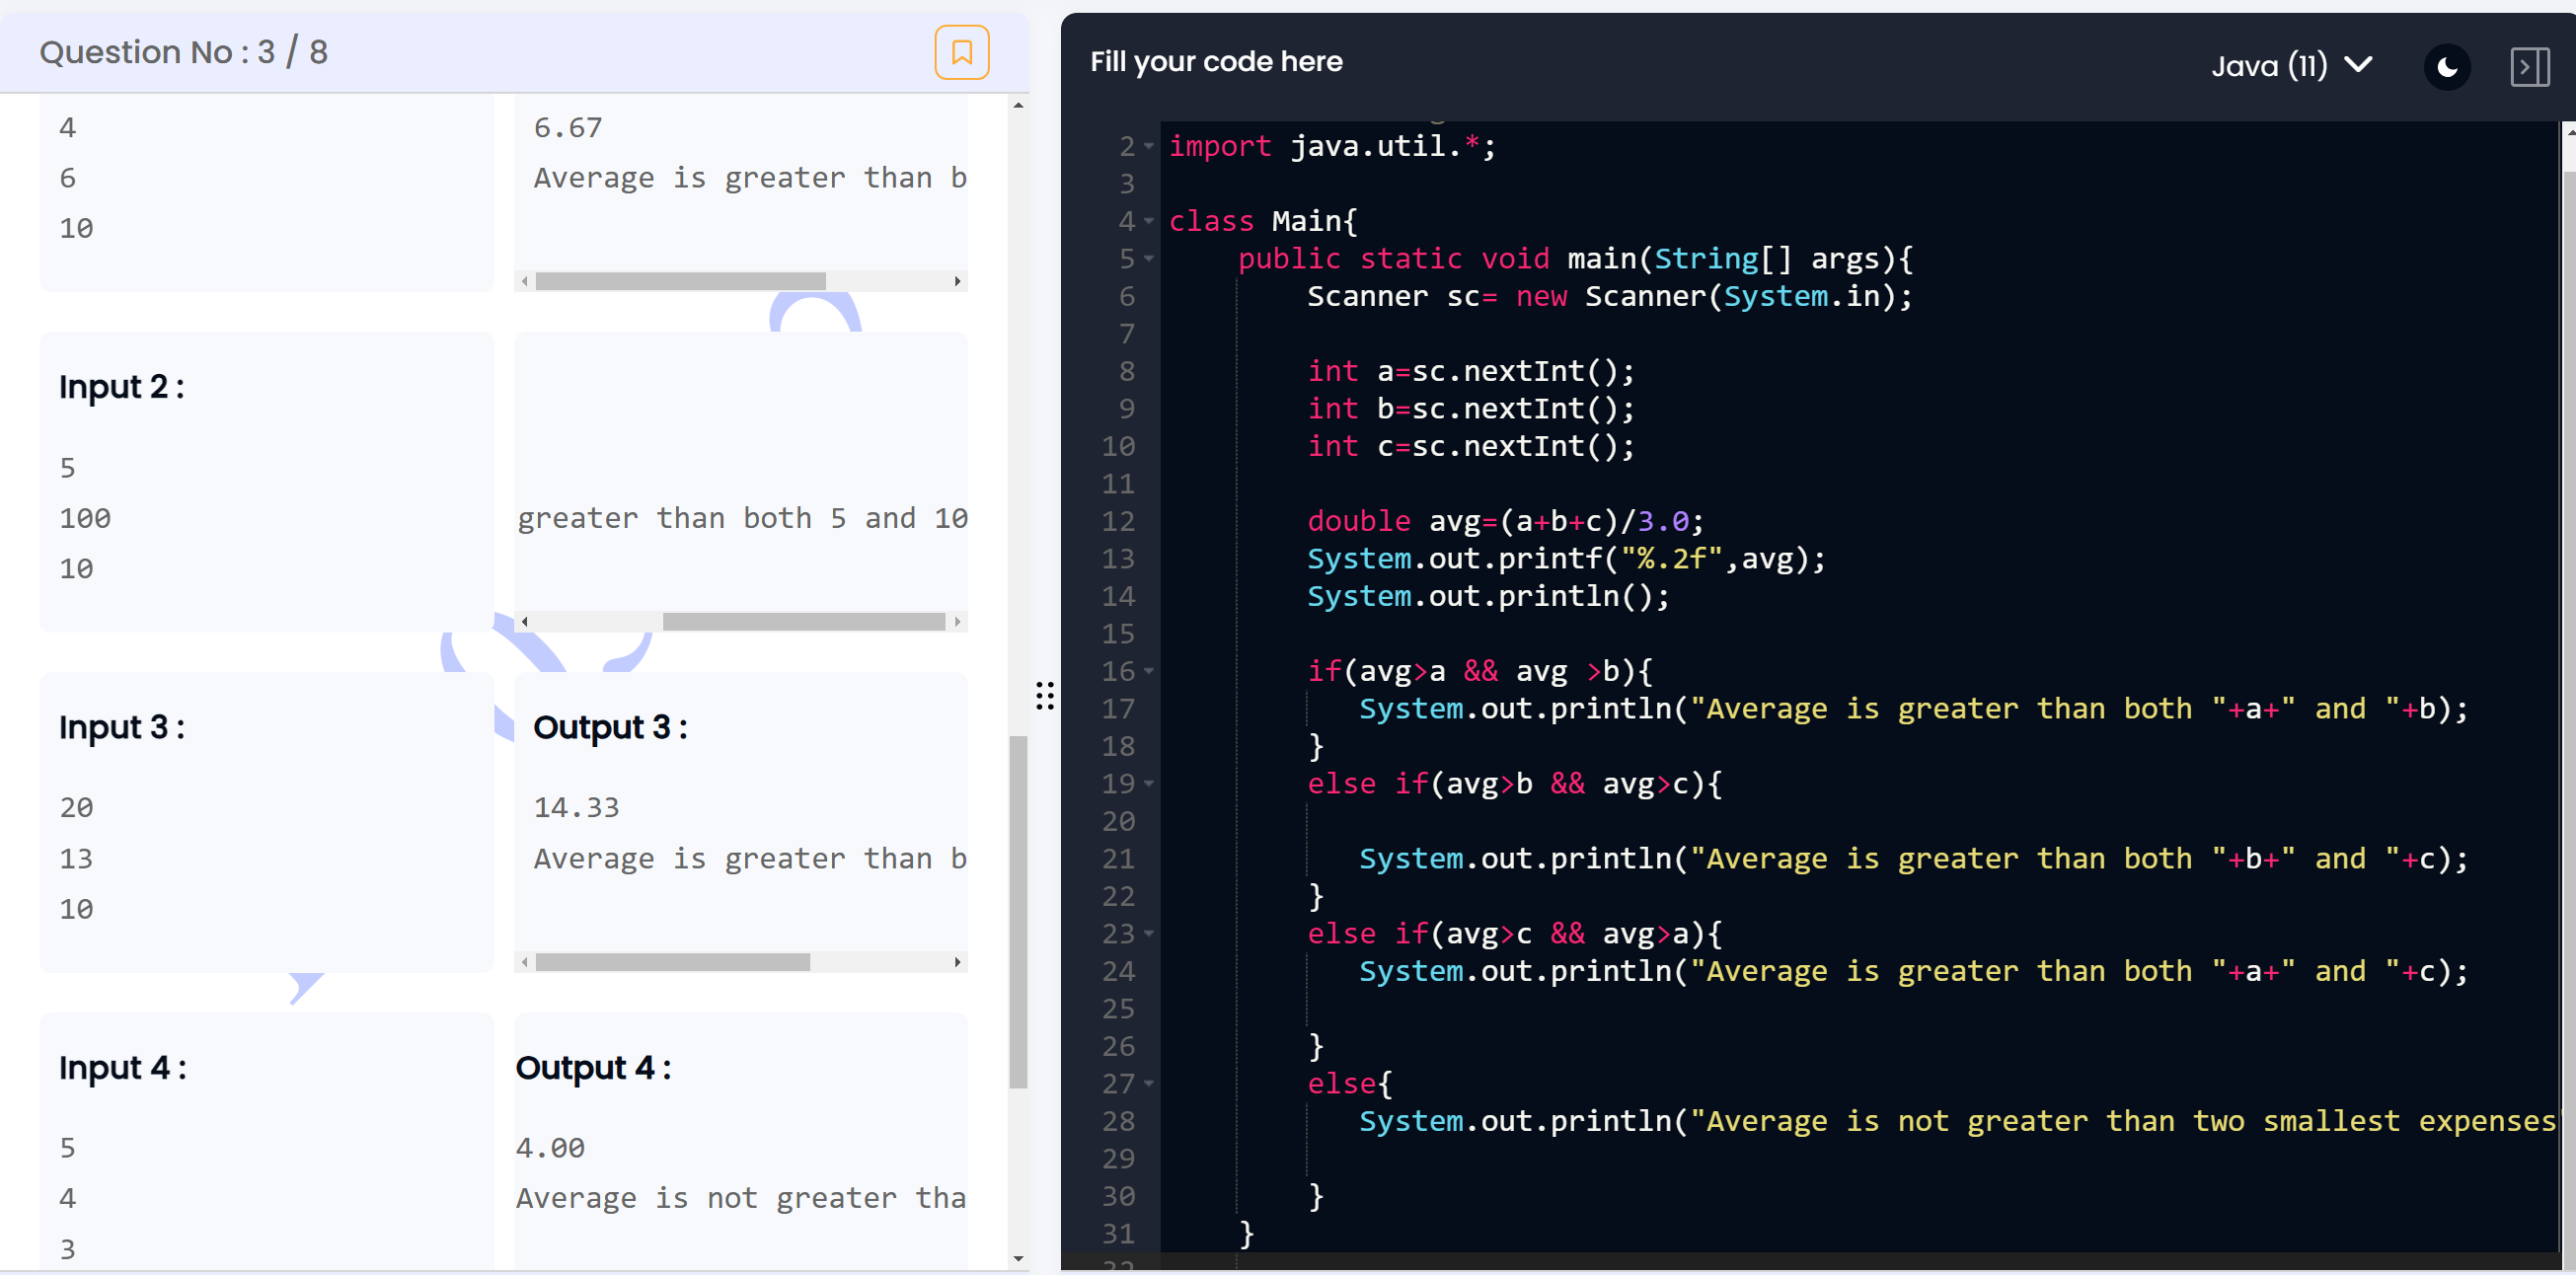 Question No : 3 / 8
4
6
10
6.67
Average is greater than b
Input 2 :
5
100
10
greater than both 5 and 10
Input 3 :
20
13
10
Output 3 :
14.33
Average is greater than b
Input 4 :
5
4
3
Output 4 :
4.00
Average is not greater tha
Fill your code here
Java (11)
2 import java.util.*;
3
4 class Main{
5 public static void main(String[] args){
6 Scanner sc= new Scanner(System.in);
7
8 int a=sc.nextInt();
9 int b=sc.nextInt();
10 int c=sc.nextInt();
11
12 double avg=(a+b+c)/3.0;
13 System.out.printf("%.2f",avg);
14 System.out.println();
15
16 if(avg>a && avg >b){
17 System.out.println("Average is greater than both "+a+" and "+b);
18 }
19 else if(avg>b && avg>c){
20
21 System.out.println("Average is greater than both "+b+" and "+c);
22 }
23 else if(avg>c && avg>a){
24 System.out.println("Average is greater than both "+a+" and "+c);
25
26 }
27 else{
28 System.out.println("Average is not greater than two smallest expenses
29
30 }
31 }
32